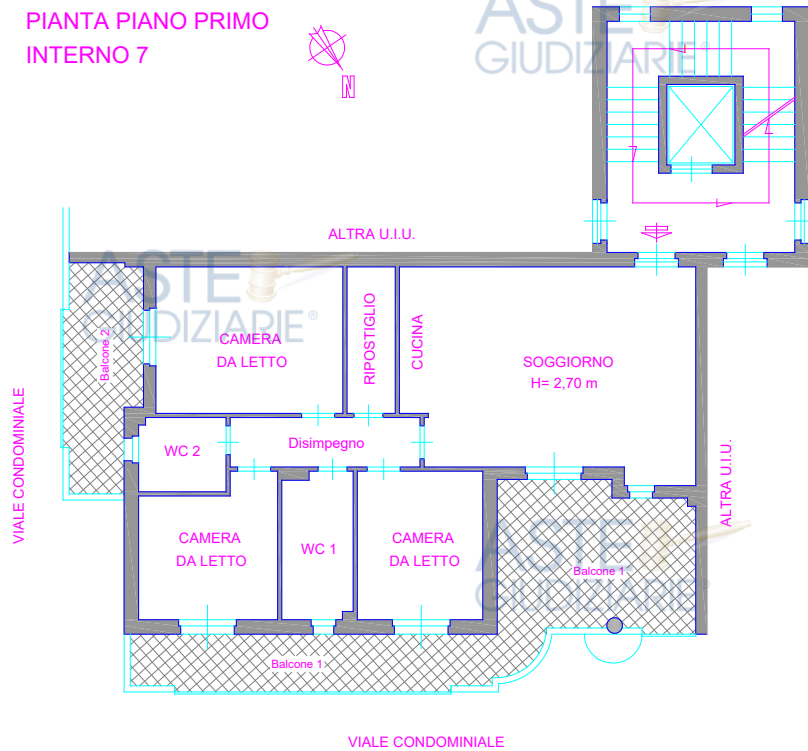 PIANTA PIANO PRIMO
INTERNO 7
N
ASTE
GIUDIZIARIE®
ALTRA U.I.U.
ASTE
GIUDIZIARIE®
Balcone 2
CAMERA
DA LETTO
RIPOSTIGLIO
CUCINA
SOGGIORNO
H= 2,70 m
VIALE CONDOMINIALE
WC 2
Disimpegno
ALTRA U.I.U.
CAMERA
DA LETTO
WC 1
CAMERA
DA LETTO
ASTE
GIUDIZIARIE®
Balcone 1
Balcone 1
VIALE CONDOMINIALE